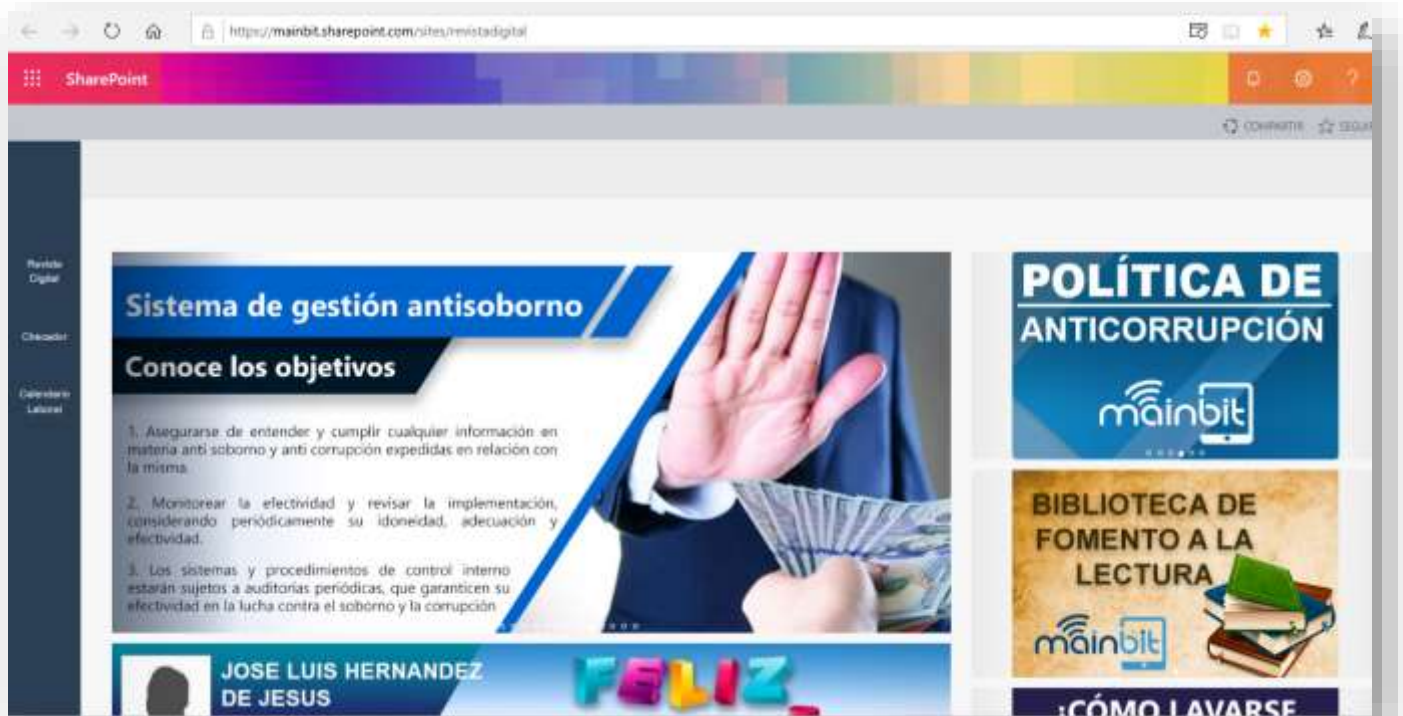 https://mainbit.sharepoint.com/sites/revistadigital
SharePoint
COMPARTIR
SEGUIR
Revista
Digital
Checador
Calendario
Laboral
Sistema de gestión antisoborno
Conoce los objetivos
1. Asegurarse de entender y cumplir cualquier información en
materia anti soborno y anti corrupción expedidas en relación con
la misma.
2. Monitorear la efectividad y revisar la implementación,
considerando periódicamente su idoneidad, adecuación y
efectividad.
3. Los sistemas y procedimientos de control interno
estarán sujetos a auditorias periódicas, que garanticen su
efectividad en la lucha contra el soborno y la corrupción
JOSE LUIS HERNANDEZ
DE JESUS
FELIZ
POLÍTICA DE
ANTICORRUPCIÓN
mainbit
BIBLIOTECA DE
FOMENTO A LA
LECTURA
mainbit
¿CÓMO LAVARSE